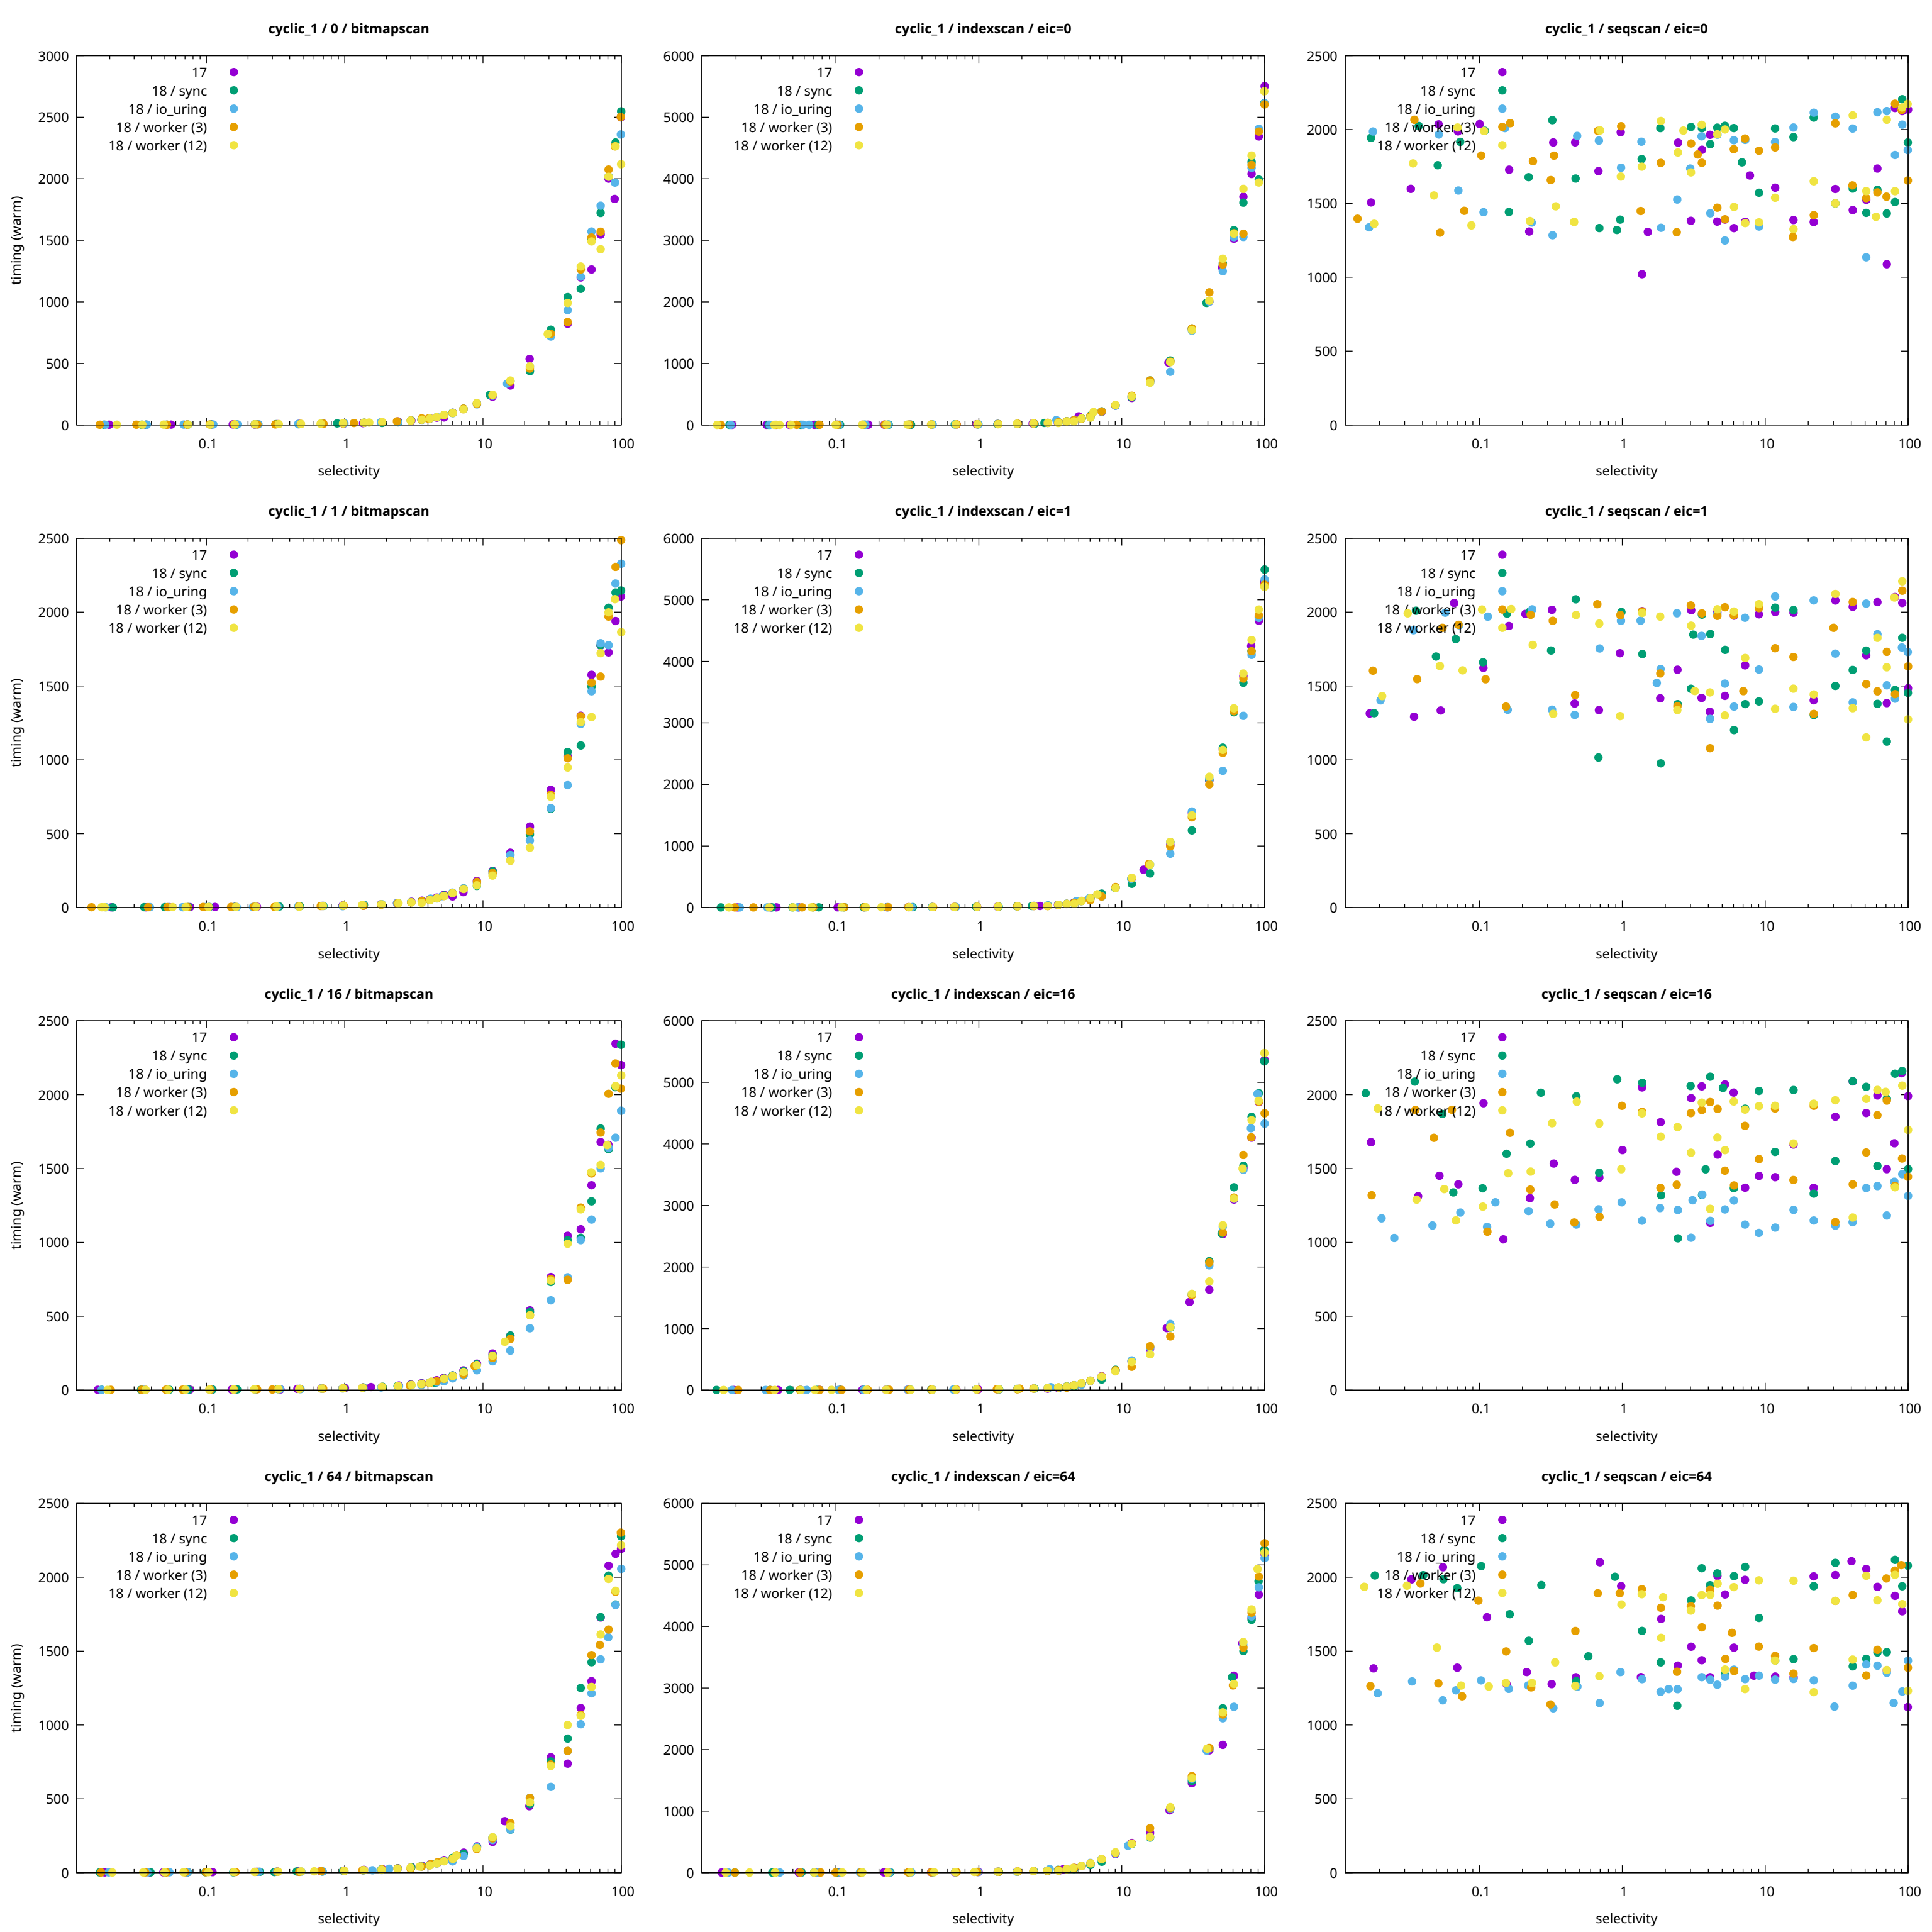 cyclic_1 / 0 / bitmapscan
timing (warm)
3000
2500
2000
1500
1000
500
0
17
18 / sync
18 / io_uring
18 / worker (3)
18 / worker (12)
0.1 1 10 100
selectivity
cyclic_1 / indexscan / eic=0
6000
5000
4000
3000
2000
1000
0
17
18 / sync
18 / io_uring
18 / worker (3)
18 / worker (12)
0.1 1 10 100
selectivity
cyclic_1 / seqscan / eic=0
2500
2000
1500
1000
500
0
17
18 / sync
18 / io_uring
18 / worker (3)
18 / worker (12)
0.1 1 10 100
selectivity
cyclic_1 / 1 / bitmapscan
timing (warm)
2500
2000
1500
1000
500
0
17
18 / sync
18 / io_uring
18 / worker (3)
18 / worker (12)
0.1 1 10 100
selectivity
cyclic_1 / indexscan / eic=1
6000
5000
4000
3000
2000
1000
0
17
18 / sync
18 / io_uring
18 / worker (3)
18 / worker (12)
0.1 1 10 100
selectivity
cyclic_1 / seqscan / eic=1
2500
2000
1500
1000
500
0
17
18 / sync
18 / io_uring
18 / worker (3)
18 / worker (12)
0.1 1 10 100
selectivity
cyclic_1 / 16 / bitmapscan
timing (warm)
2500
2000
1500
1000
500
0
17
18 / sync
18 / io_uring
18 / worker (3)
18 / worker (12)
0.1 1 10 100
selectivity
cyclic_1 / indexscan / eic=16
6000
5000
4000
3000
2000
1000
0
17
18 / sync
18 / io_uring
18 / worker (3)
18 / worker (12)
0.1 1 10 100
selectivity
cyclic_1 / seqscan / eic=16
2500
2000
1500
1000
500
0
17
18 / sync
18 / io_uring
18 / worker (3)
18 / worker (12)
0.1 1 10 100
selectivity
cyclic_1 / 64 / bitmapscan
timing (warm)
2500
2000
1500
1000
500
0
17
18 / sync
18 / io_uring
18 / worker (3)
18 / worker (12)
0.1 1 10 100
selectivity
cyclic_1 / indexscan / eic=64
6000
5000
4000
3000
2000
1000
0
17
18 / sync
18 / io_uring
18 / worker (3)
18 / worker (12)
0.1 1 10 100
selectivity
cyclic_1 / seqscan / eic=64
2500
2000
1500
1000
500
0
17
18 / sync
18 / io_uring
18 / worker (3)
18 / worker (12)
0.1 1 10 100
selectivity